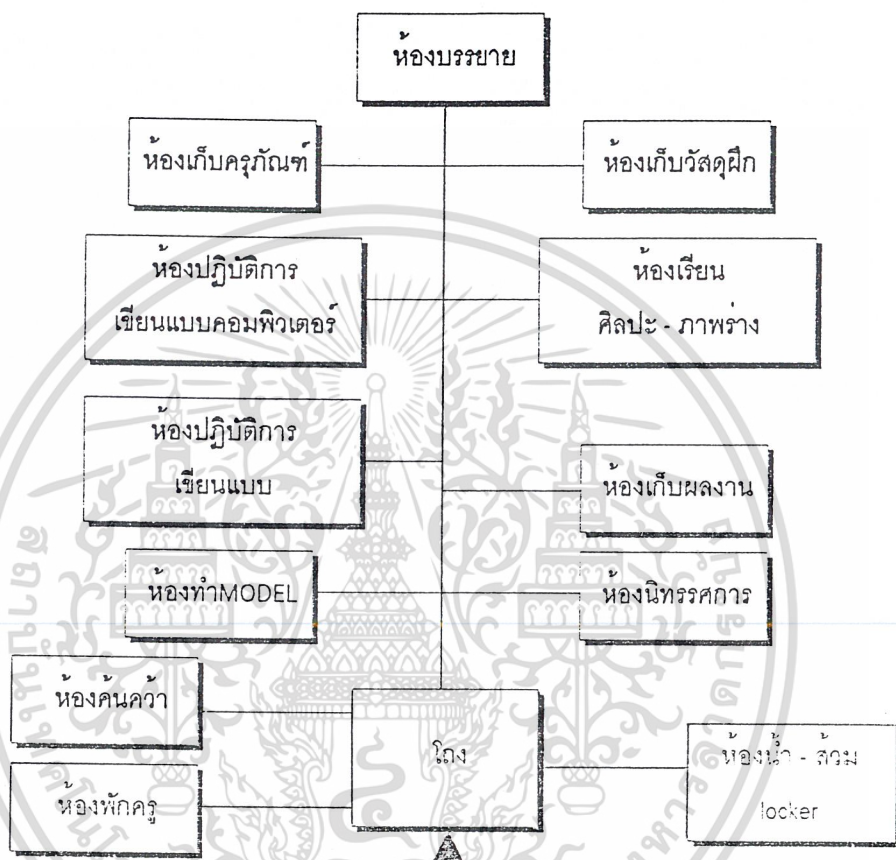 ห้องบรรยาย
ห้องเก็บครุภัณฑ์
ห้องเก็บวัสดุฝึก
ห้องปฏิบัติการ
เขียนแบบคอมพิวเตอร์
ห้องเรียน
ศิลปะ - ภาพร่าง
ห้องปฏิบัติการ
เขียนแบบ
ห้องเก็บผลงาน
ห้องทำMODEL
ห้องนิทรรศการ
ห้องค้นคว้า
โถง
ห้องน้ำ - ส้วม
locker
ห้องพักครู